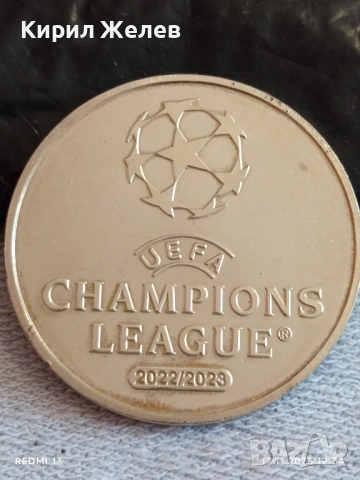 Кирил Желев
UEFA
CHAMPIONS
LEAGUE®
2022/2023
REDMI 13